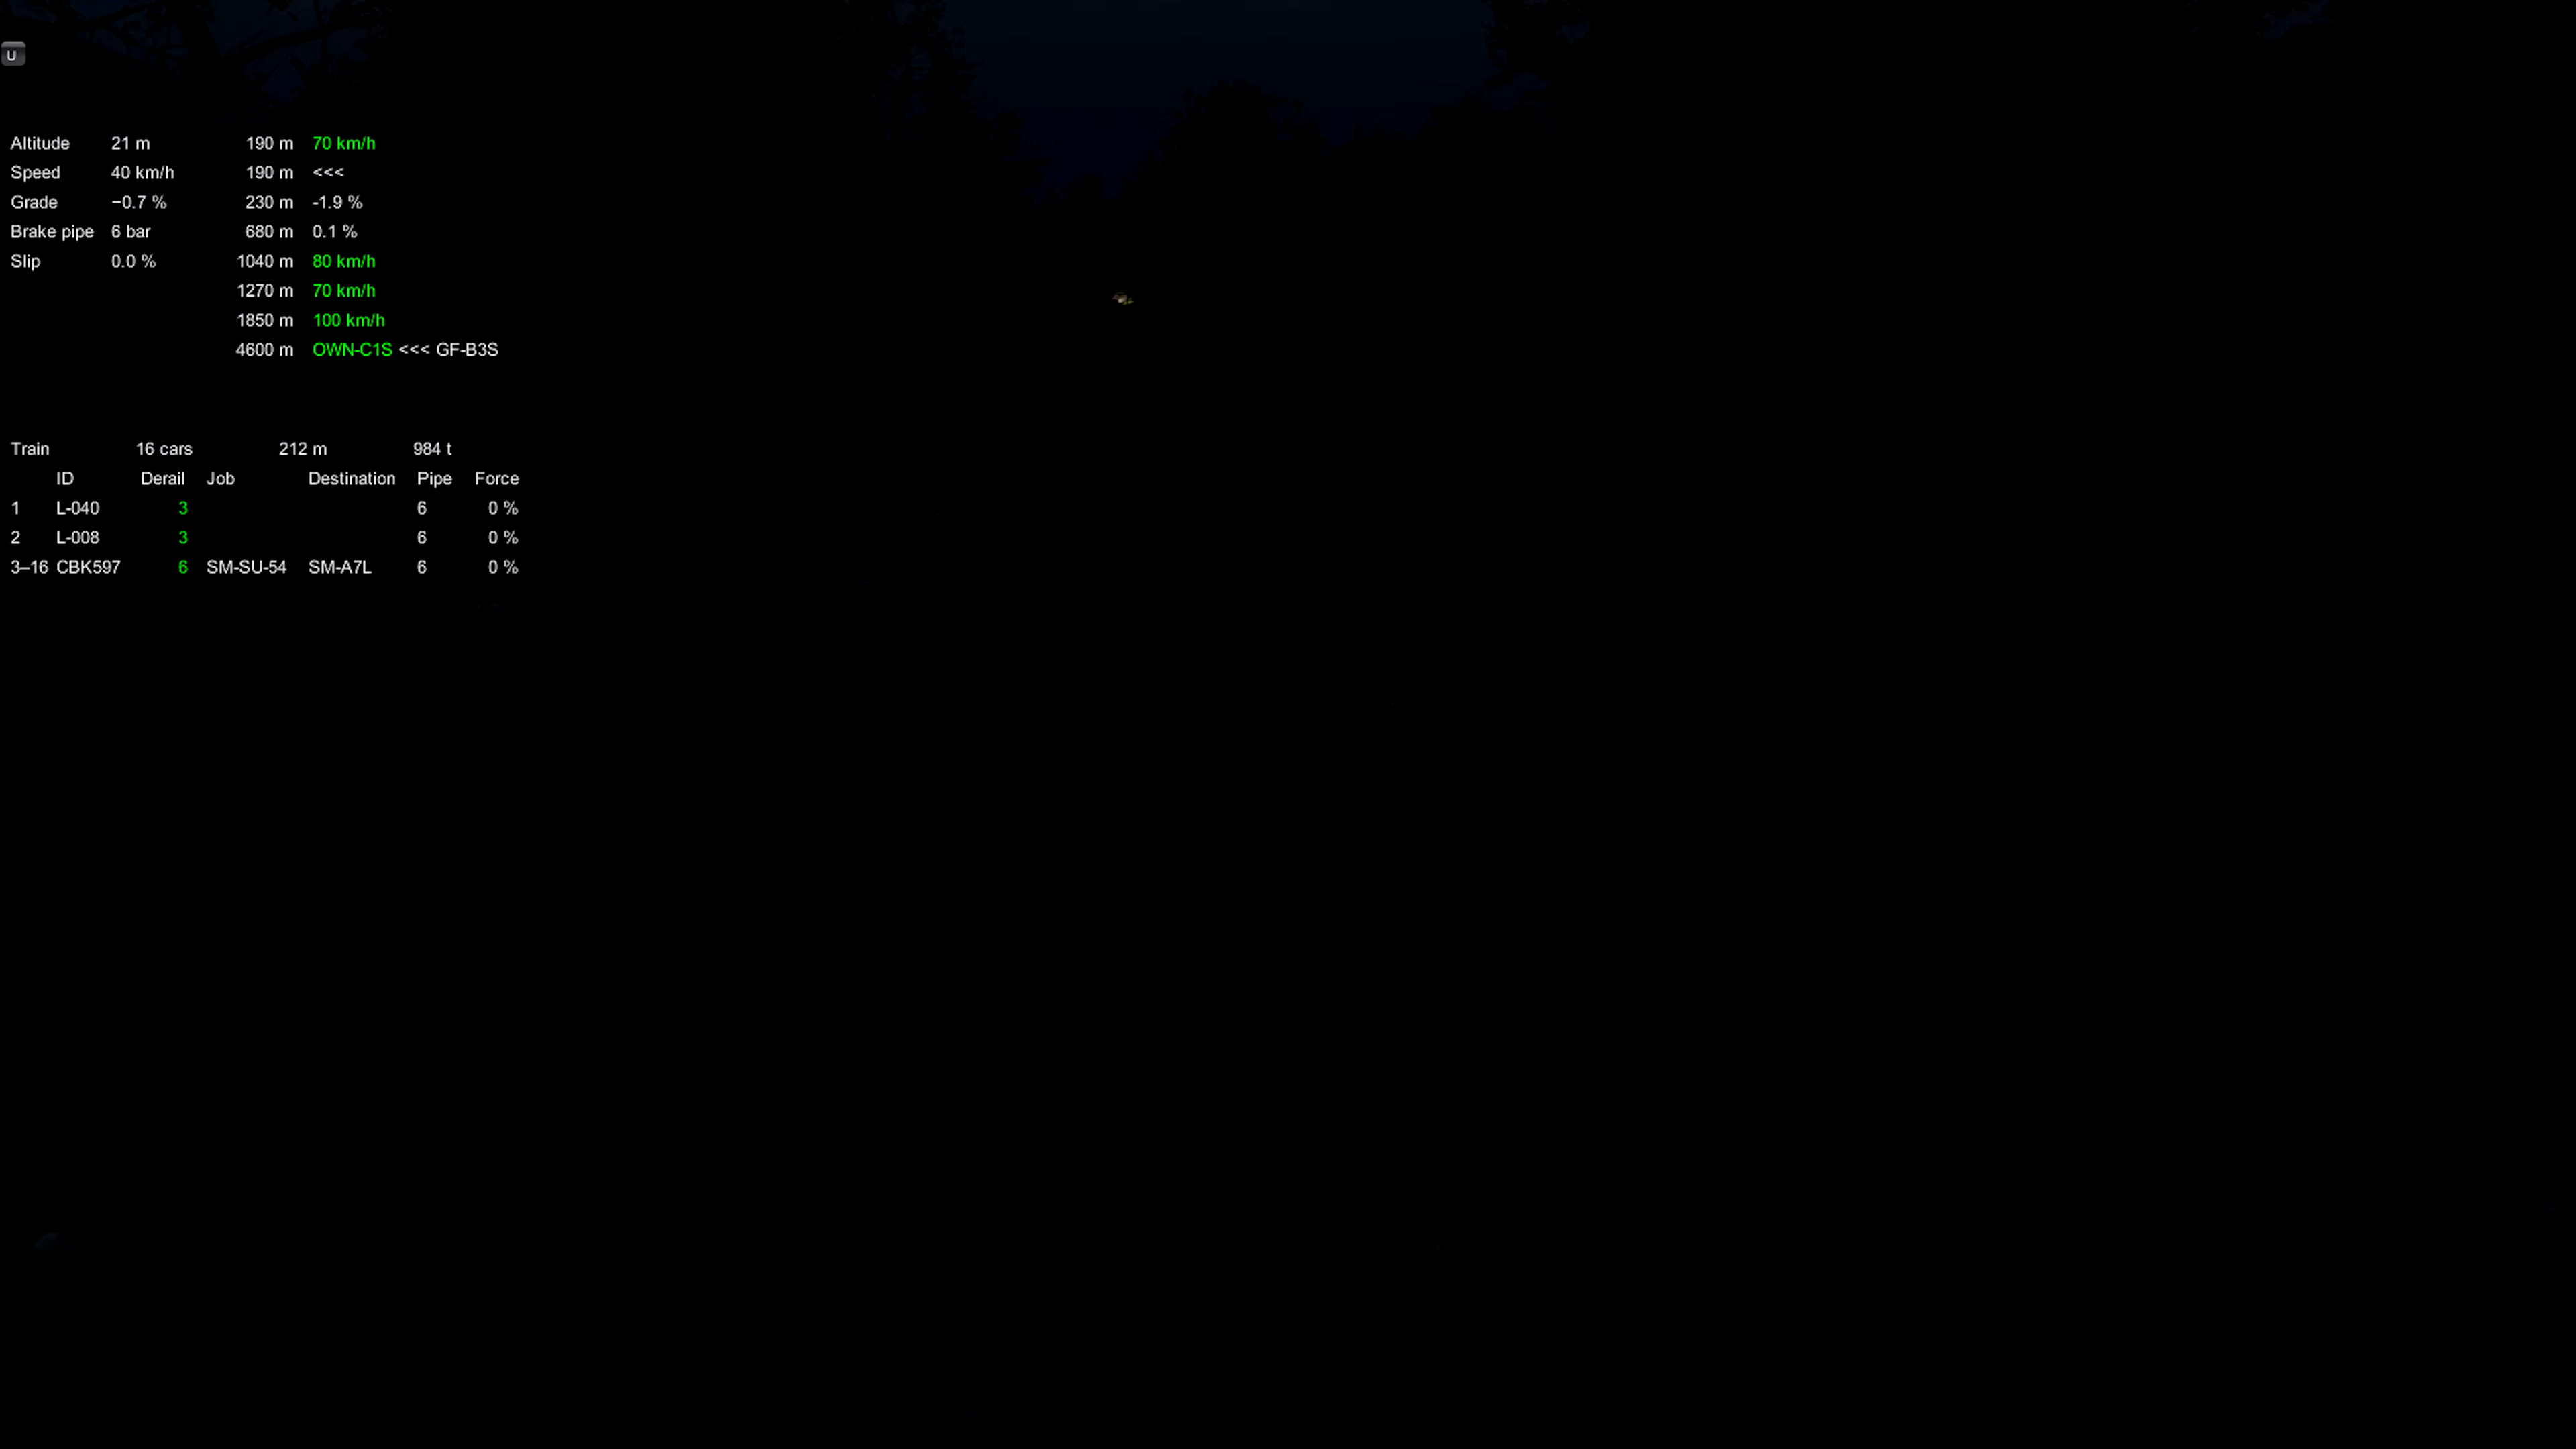 U
Altitude 21 m 190 m 70 km/h
Speed 40 km/h 190 m <<<
Grade −0.7 % 230 m -1.9 %
Brake pipe 6 bar 680 m 0.1 %
Slip 0.0 % 1040 m 80 km/h
1270 m 70 km/h
1850 m 100 km/h
4600 m OWN-C1S <<< GF-B3S
Train 16 cars 212 m 984 t
ID Derail Job Destination Pipe Force
1 L-040 3 6 0 %
2 L-008 3 6 0 %
3–16 CBK597 6 SM-SU-54 SM-A7L 6 0 %